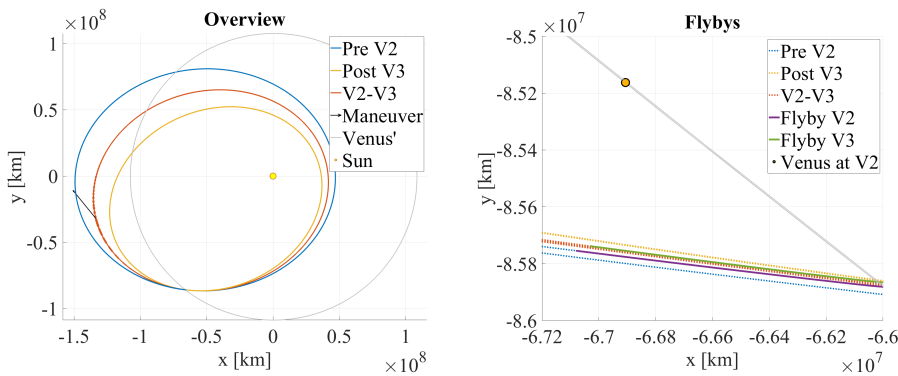 Overview
×10^8
1
0.5
0
-0.5
-1
y [km]
-1.5
-1
-0.5
0
0.5
1
x [km]
×10^8
Pre V2
Post V3
V2-V3
Maneuver
Venus'
Sun
Flybys
×10^7
-8.5
-8.52
-8.54
-8.56
-8.58
-8.6
y [km]
-6.72
-6.7
-6.68
-6.66
-6.64
-6.62
-6.6
x [km]
×10^7
Pre V2
Post V3
V2-V3
Flyby V2
Flyby V3
Venus at V2